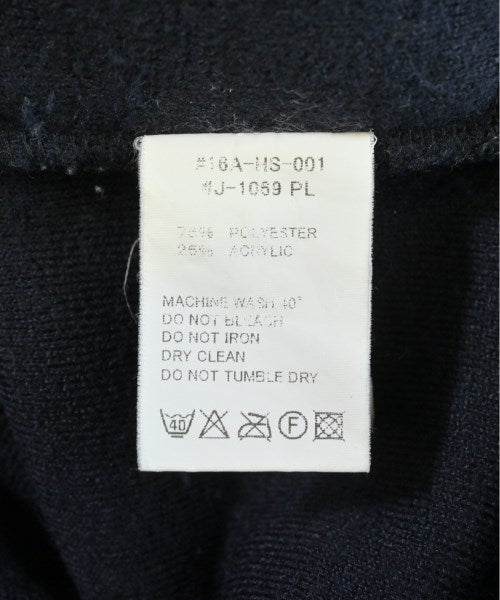 #16A-HS-001
#J-1089 PL
75% POLYESTER
25% ACRYLIC
MACHINE WASH 40°
DO NOT BLEACH
DO NOT IRON
DRY CLEAN
DO NOT TUMBLE DRY
40 F